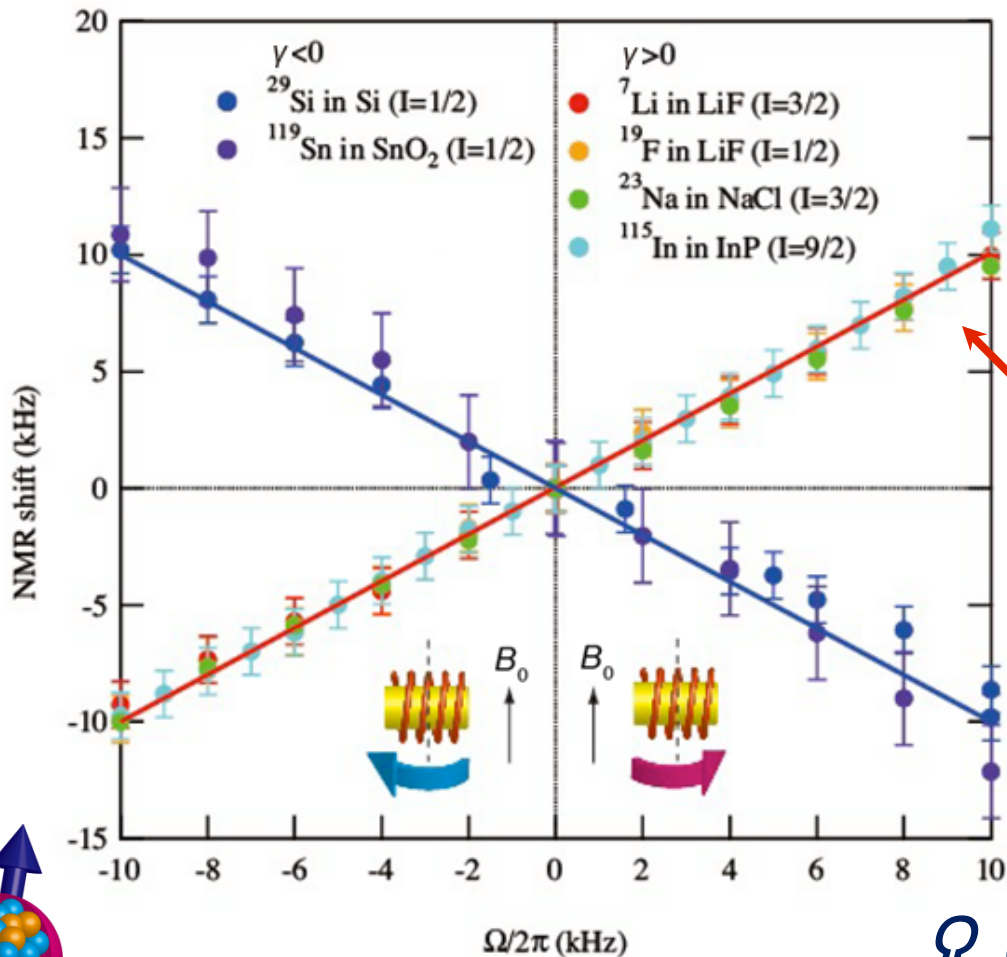 γ<0
²⁹Si in Si (I=1/2)
¹¹⁹Sn in SnO₂ (I=1/2)
γ>0
⁷Li in LiF (I=3/2)
¹⁹F in LiF (I=1/2)
²³Na in NaCl (I=3/2)
¹¹⁵In in InP (I=9/2)
20
15
10
5
0
-5
-10
-15
NMR shift (kHz)
B₀
B₀
-10 -8 -6 -4 -2 0 2 4 6 8 10
Ω/2π (kHz)
Ω